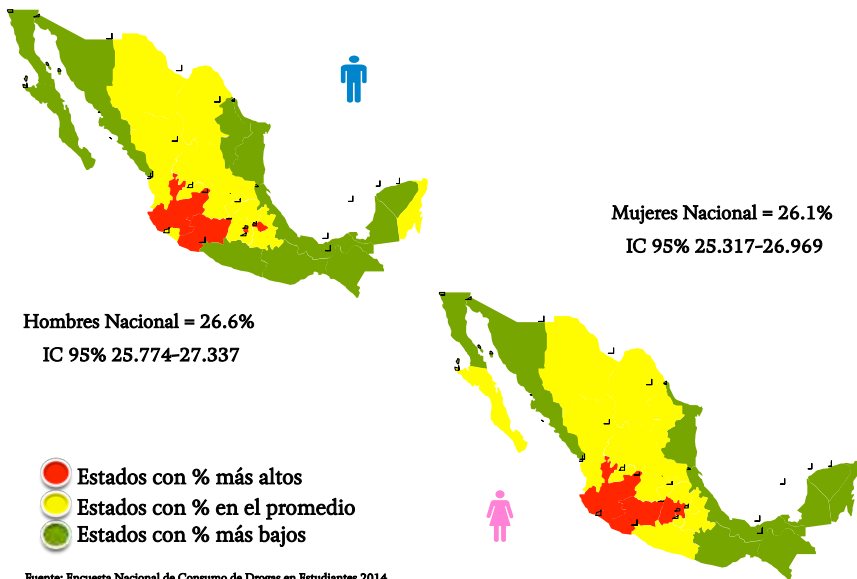 Mujeres Nacional = 26.1%
IC 95% 25.317-26.969
Hombres Nacional = 26.6%
IC 95% 25.774-27.337
Estados con % más altos
Estados con % en el promedio
Estados con % más bajos
Fuente: Encuesta Nacional de Consumo de Drogas en Estudiantes 2014